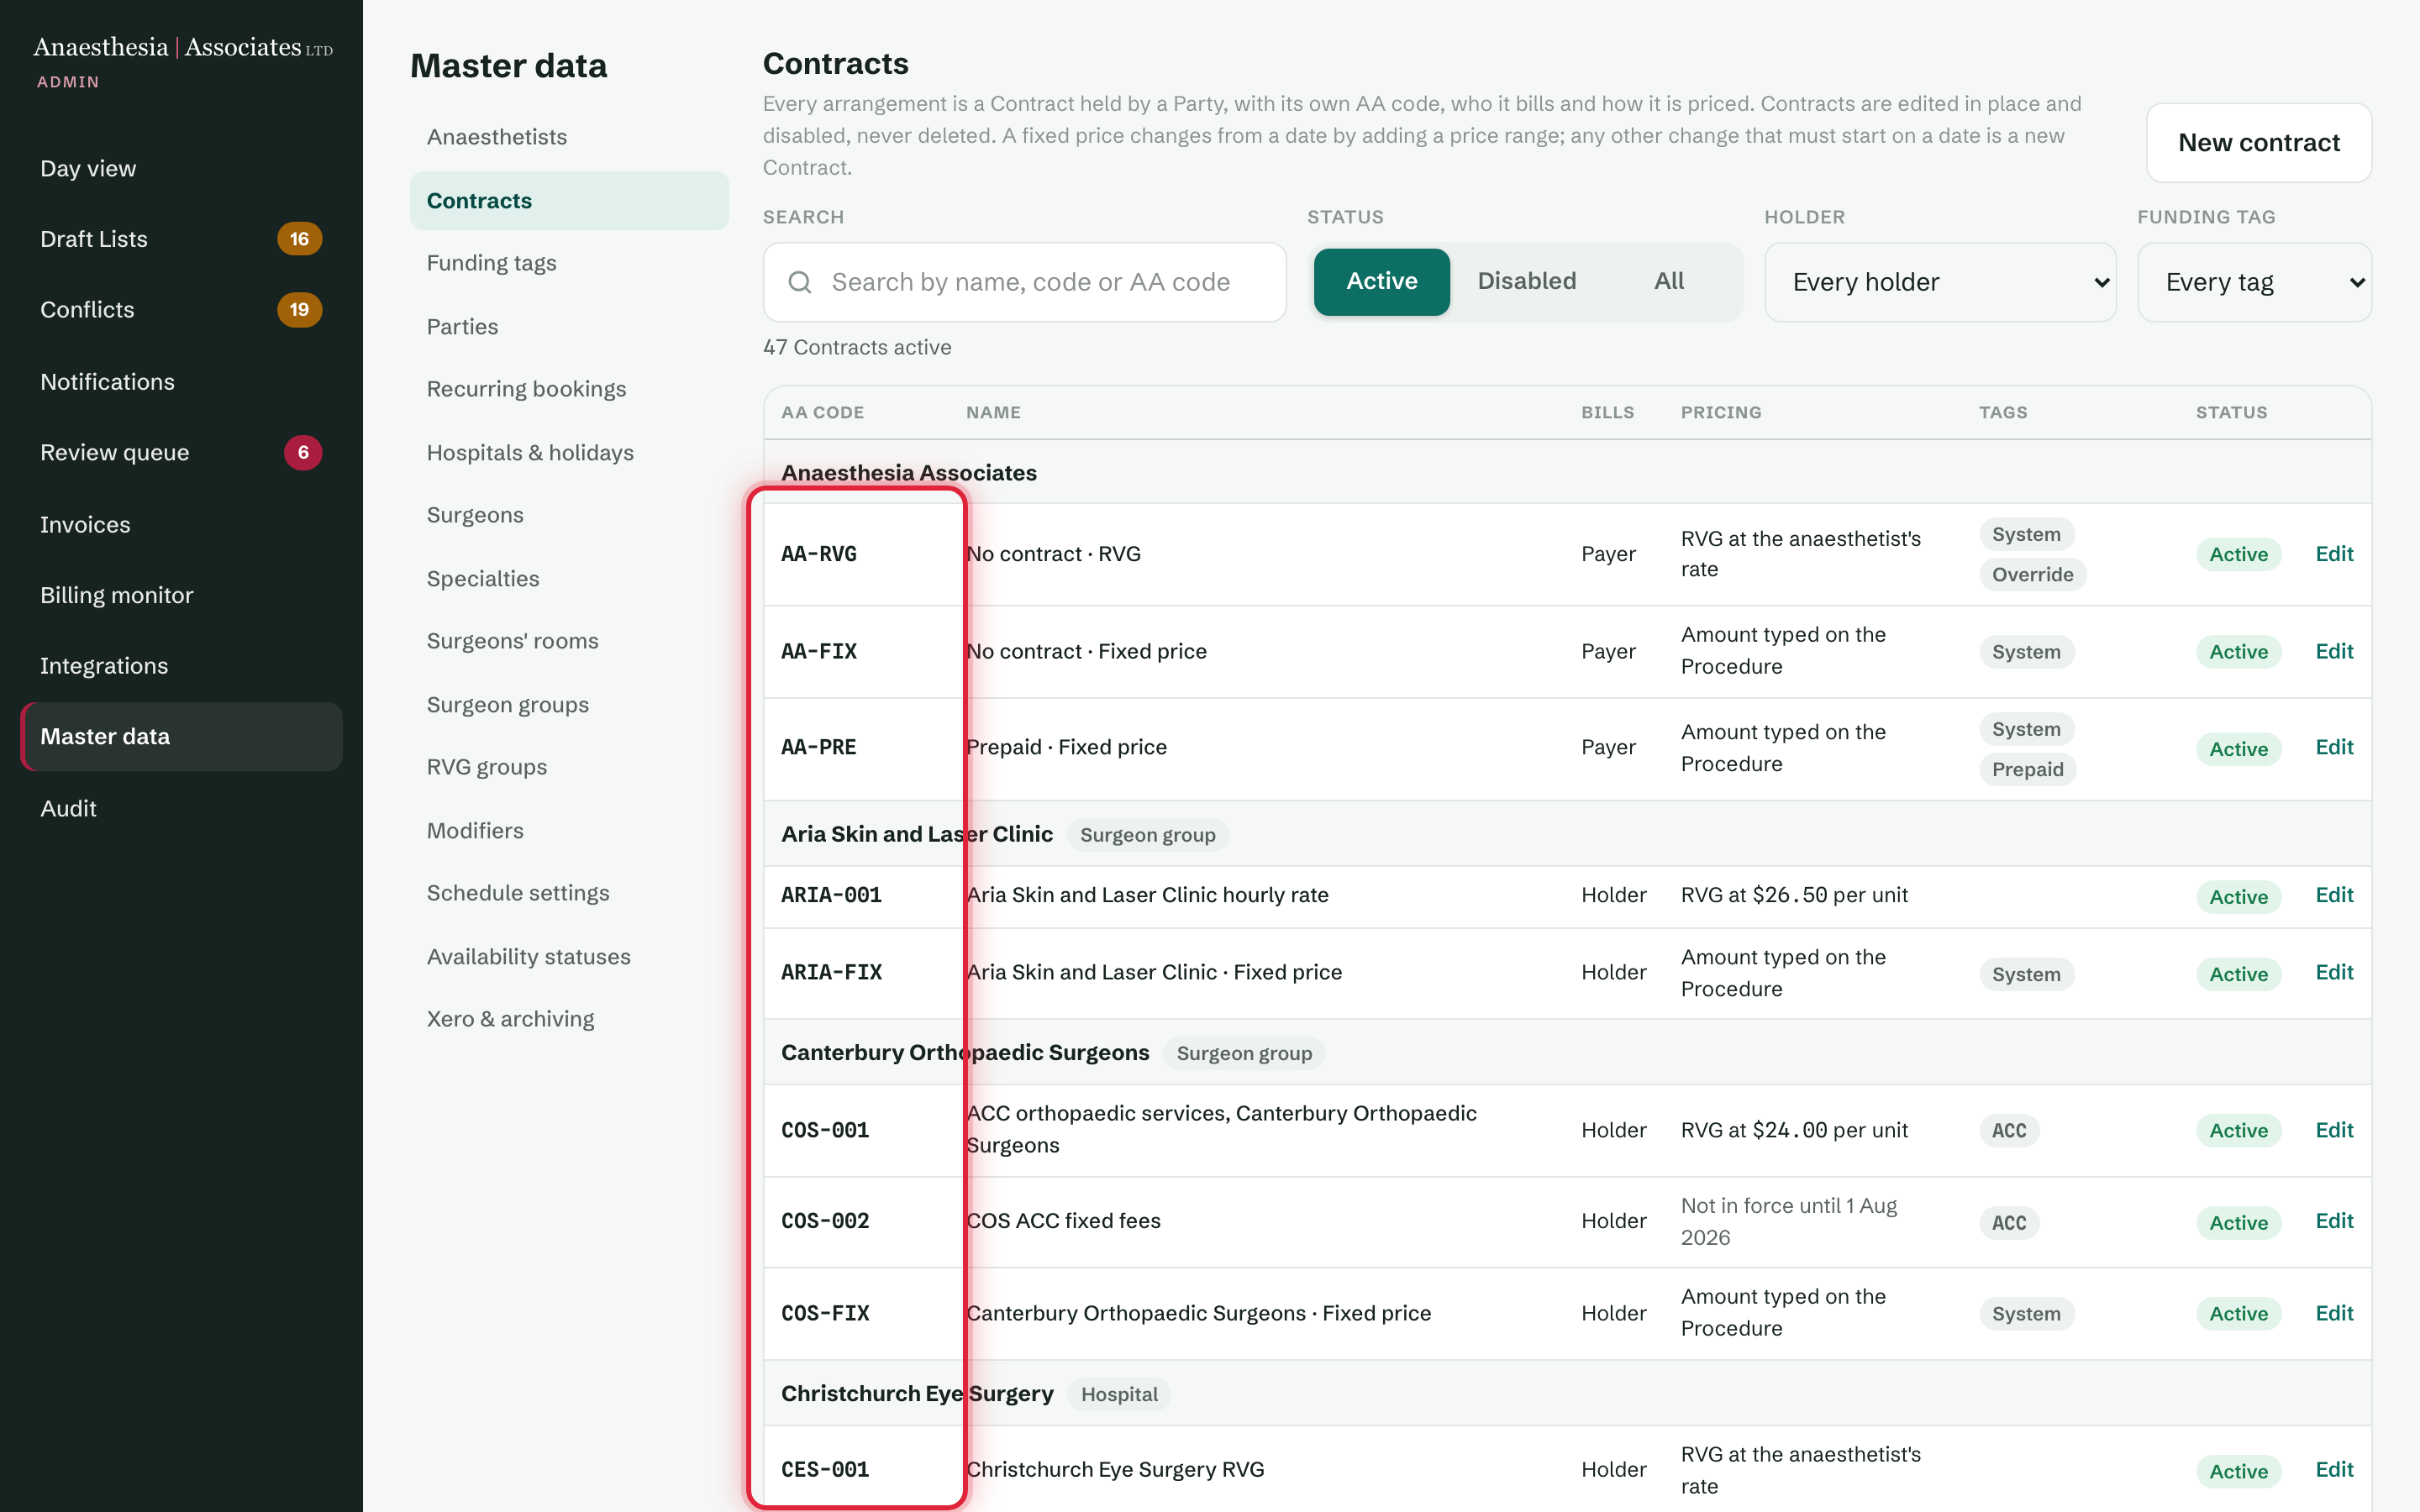 Anaesthesia | Associates LTD
ADMIN
Day view
Draft Lists 16
Conflicts 19
Notifications
Review queue 6
Invoices
Billing monitor
Integrations
Master data
Audit
Master data
Anaesthetists
Contracts
Funding tags
Parties
Recurring bookings
Hospitals & holidays
Surgeons
Specialties
Surgeons' rooms
Surgeon groups
RVG groups
Modifiers
Schedule settings
Availability statuses
Xero & archiving
Contracts
Every arrangement is a Contract held by a Party, with its own AA code, who it bills and how it is priced. Contracts are edited in place and
disabled, never deleted. A fixed price changes from a date by adding a price range; any other change that must start on a date is a new
Contract.
New contract
SEARCH STATUS HOLDER FUNDING TAG
Search by name, code or AA code Active Disabled All Every holder Every tag
47 Contracts active
AA CODE NAME BILLS PRICING TAGS STATUS
Anaesthesia Associates
AA-RVG No contract · RVG Payer RVG at the anaesthetist's
rate System
Override Active Edit
AA-FIX No contract · Fixed price Payer Amount typed on the
Procedure System Active Edit
AA-PRE Prepaid · Fixed price Payer Amount typed on the
Procedure System
Prepaid Active Edit
Aria Skin and Laser Clinic Surgeon group
ARIA-001 Aria Skin and Laser Clinic hourly rate Holder RVG at $26.50 per unit Active Edit
ARIA-FIX Aria Skin and Laser Clinic · Fixed price Holder Amount typed on the
Procedure System Active Edit
Canterbury Orthopaedic Surgeons Surgeon group
COS-001 ACC orthopaedic services, Canterbury Orthopaedic
Surgeons Holder RVG at $24.00 per unit ACC Active Edit
COS-002 COS ACC fixed fees Holder Not in force until 1 Aug
2026 ACC Active Edit
COS-FIX Canterbury Orthopaedic Surgeons · Fixed price Holder Amount typed on the
Procedure System Active Edit
Christchurch Eye Surgery Hospital
CES-001 Christchurch Eye Surgery RVG Holder RVG at the anaesthetist's
rate Active Edit